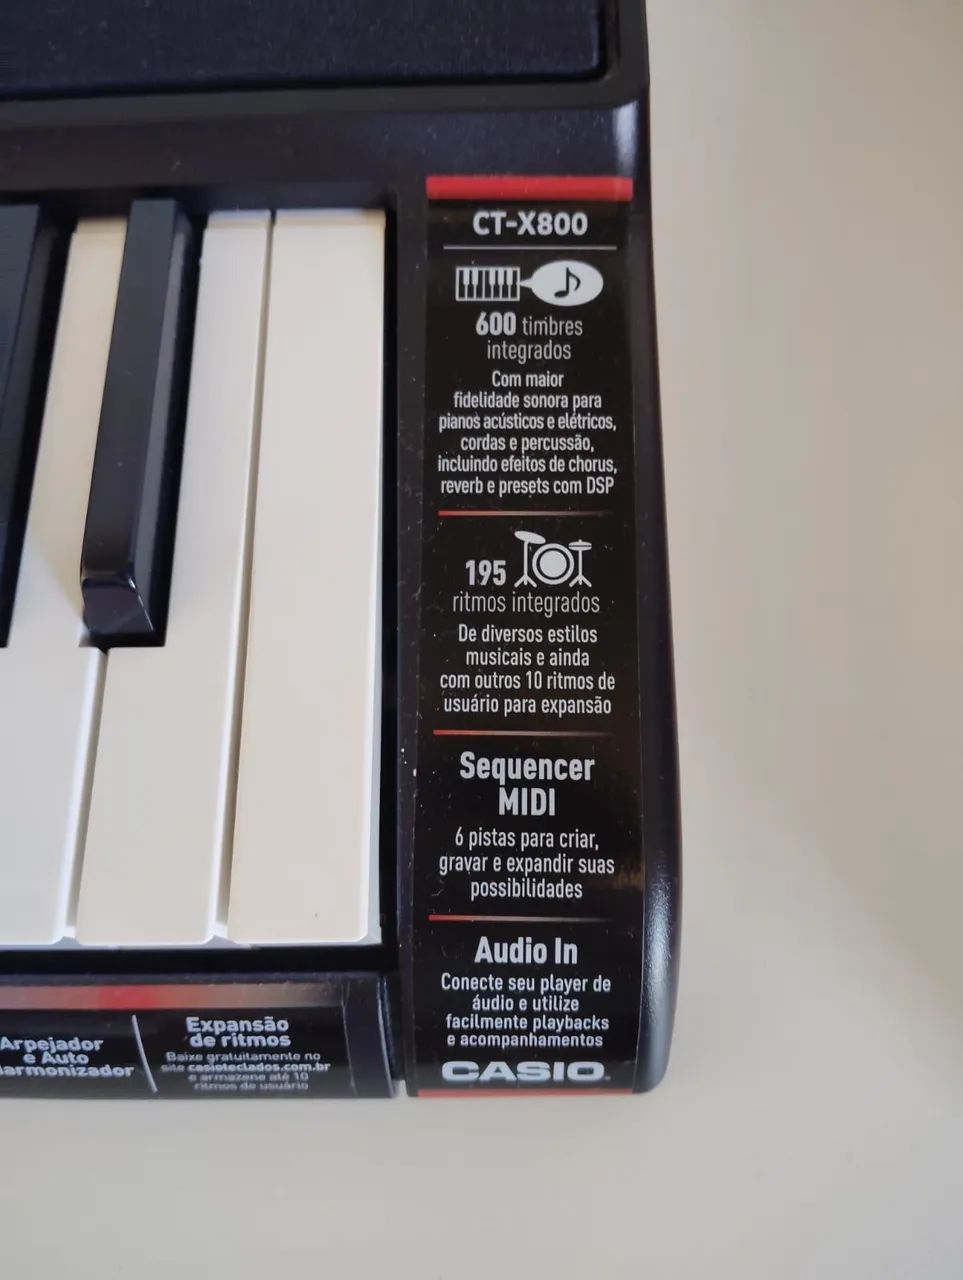 CT-X800
600 timbres
integrados
Com maior
fidelidade sonora para
pianos acústicos e elétricos,
cordas e percussão,
incluindo efeitos de chorus,
reverb e presets com DSP
195
ritmos integrados
De diversos estilos
musicais e ainda
com outros 10 ritmos de
usuário para expansão
Sequencer
MIDI
6 pistas para criar,
gravar e expandir suas
possibilidades
Audio In
Conecte seu player de
áudio e utilize
facilmente playbacks
e acompanhamentos
CASIO
Arpejador
e Auto
Harmonizador
Expansão
de ritmos
Baixe gratuitamente no
site casioteclados.com.br
e armazene até 10
ritmos de usuário